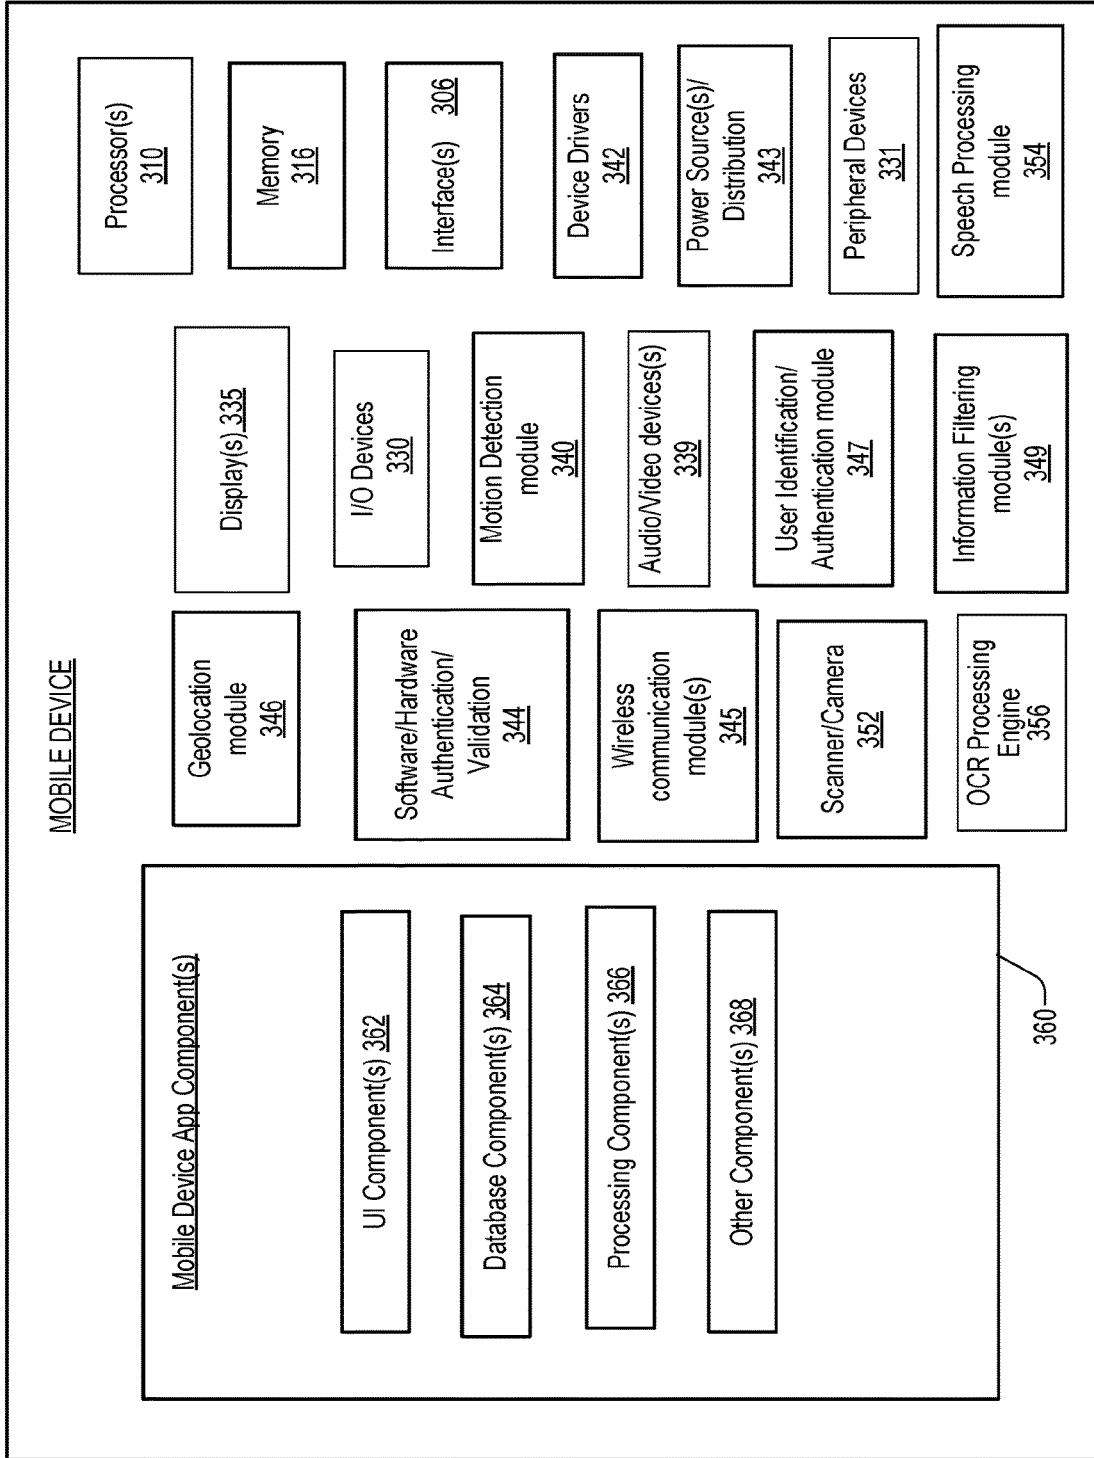 MOBILE DEVICE
Mobile Device App Component(s)
UI Component(s) 362
Database Component(s) 364
Processing Component(s) 366
Other Component(s) 368
360
Geolocation
module
346
Software/Hardware
Authentication/
Validation
344
Wireless
communication
module(s)
345
Scanner/Camera
352
OCR Processing
Engine
356
Display(s) 335
I/O Devices
330
Motion Detection
module
340
Audio/Video devices(s)
339
User Identification/
Authentication module
347
Information Filtering
module(s)
349
Processor(s)
310
Memory
316
Interface(s) 306
Device Drivers
342
Power Source(s)/
Distribution
343
Peripheral Devices
331
Speech Processing
module
354